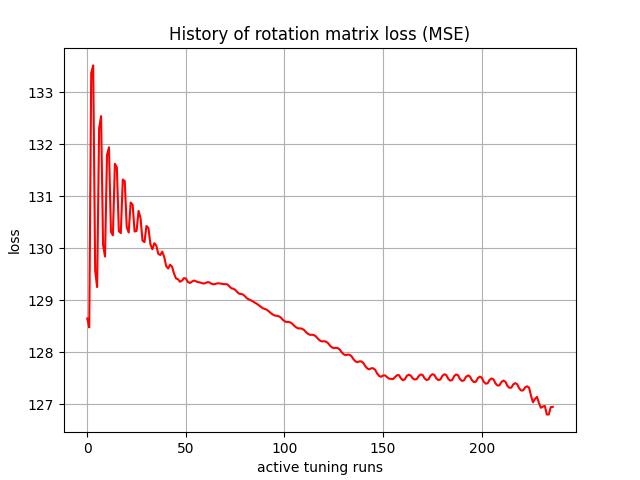 History of rotation matrix loss (MSE)
133
132
131
130
129
128
127
loss
0 50 100 150 200
active tuning runs